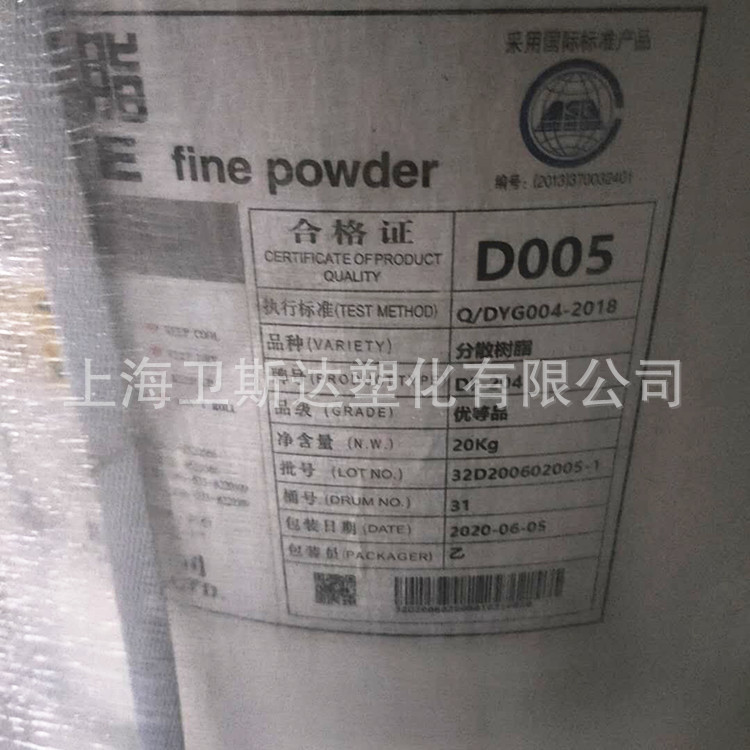 采用国际标准产品
编号：(2013)37003240
fine powder
合格证
CERTIFICATE OF PRODUCT
QUALITY
D005
执行标准(TEST METHOD) Q/DYG004-2018
品种(VARIETY) 分散树脂
上海卫斯达塑化有限公司
品级 (GRADE) 优等品
净含量 (N.W.) 20Kg
批号 (LOT NO.) 32D200602005-1
桶号 (DRUM NO.) 31
包装日期 (DATE) 2020-06-05
包装员(PACKAGER) 乙
KEEP COOL